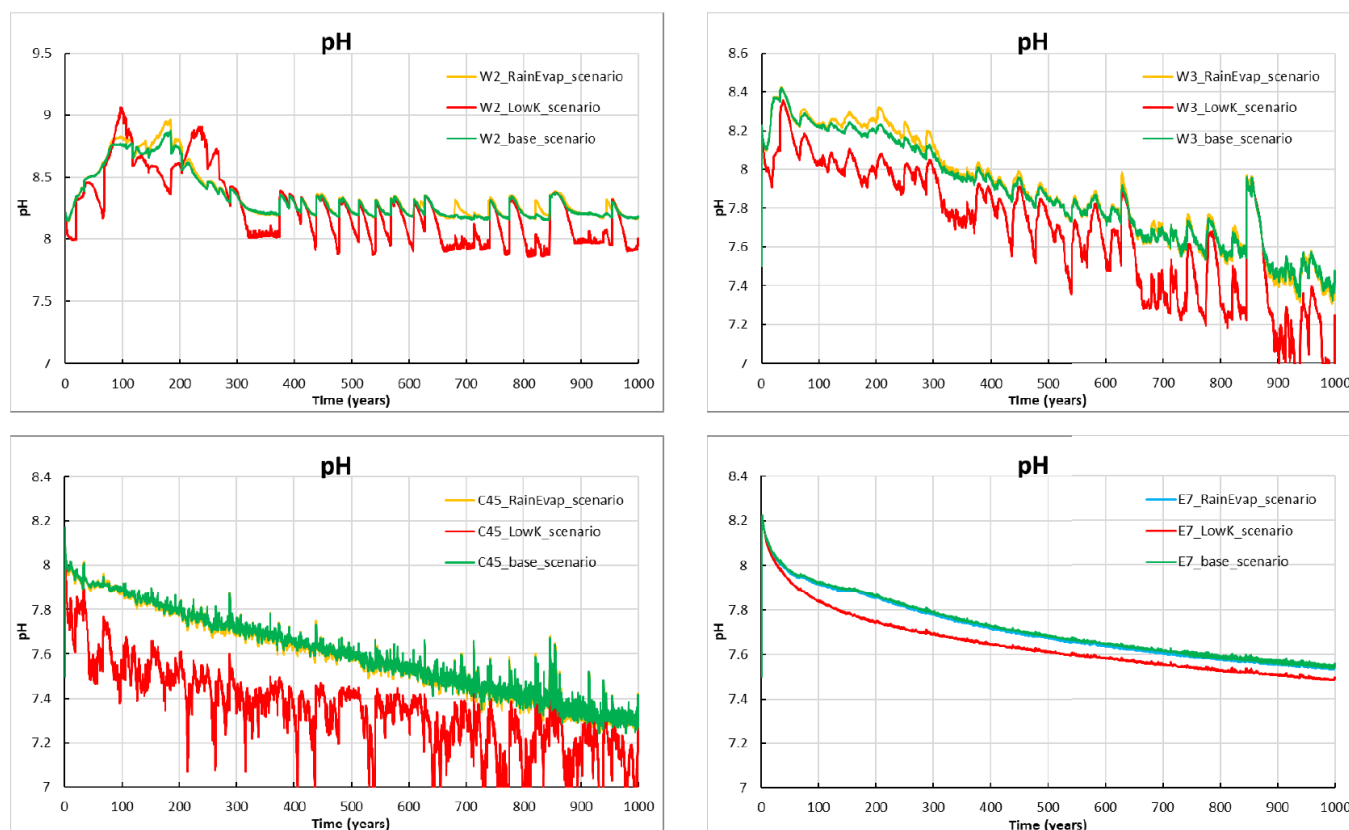 pH
9.5
9
8.5
8
7.5
7
pH
W2_RainEvap_scenario
W2_LowK_scenario
W2_base_scenario
0 100 200 300 400 500 600 700 800 900 1000
Time (years)
pH
8.6
8.4
8.2
8
7.8
7.6
7.4
7.2
7
pH
W3_RainEvap_scenario
W3_LowK_scenario
W3_base_scenario
0 100 200 300 400 500 600 700 800 900 1000
Time (years)
pH
8.4
8.2
8
7.8
7.6
7.4
7.2
7
pH
C45_RainEvap_scenario
C45_LowK_scenario
C45_base_scenario
0 100 200 300 400 500 600 700 800 900 1000
Time (years)
pH
8.4
8.2
8
7.8
7.6
7.4
7.2
7
pH
E7_RainEvap_scenario
E7_LowK_scenario
E7_base_scenario
0 100 200 300 400 500 600 700 800 900 1000
Time (years)